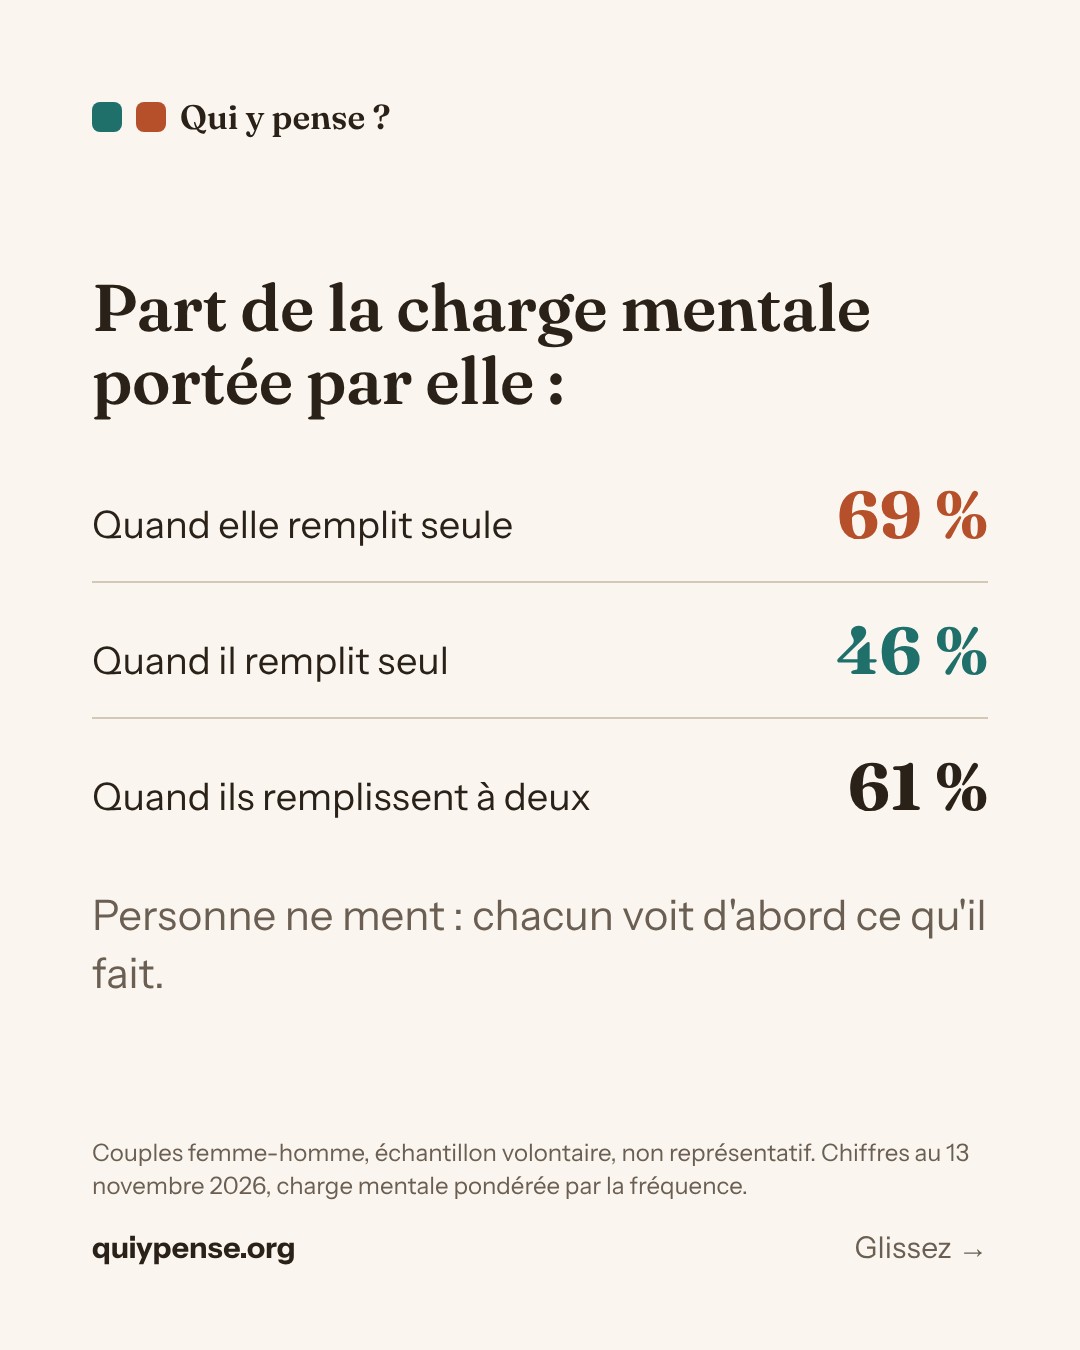 Qui y pense ?
Part de la charge mentale
portée par elle :
Quand elle remplit seule 69 %
Quand il remplit seul 46 %
Quand ils remplissent à deux 61 %
Personne ne ment : chacun voit d'abord ce qu'il
fait.
Couples femme-homme, échantillon volontaire, non représentatif. Chiffres au 13
novembre 2026, charge mentale pondérée par la fréquence.
quiypense.org Glissez →